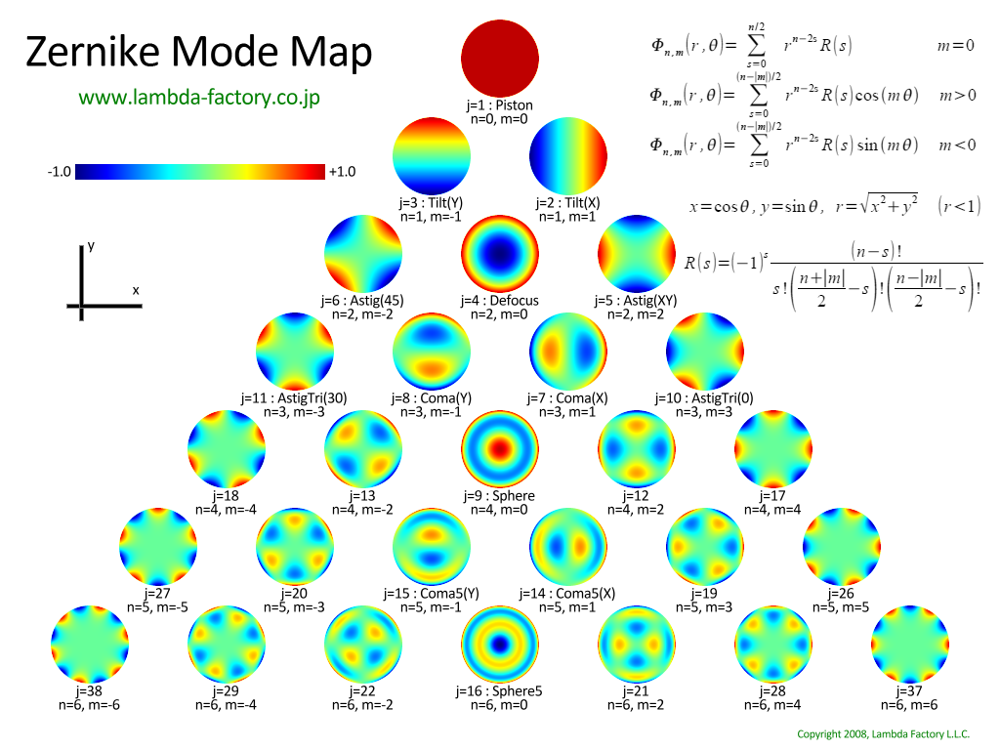 Zernike Mode Map
www.lambda-factory.co.jp
-1.0 +1.0
y
x
Φn,m(r,θ)=∑s=0^n/2 r^n−2s R(s) m=0
Φn,m(r,θ)=∑s=0^(n−|m|)/2 r^n−2s R(s)cos(mθ) m>0
Φn,m(r,θ)=∑s=0^(n−|m|)/2 r^n−2s R(s)sin(mθ) m<0
x=cosθ, y=sinθ, r=√x²+y² (r<1)
R(s)=(−1)^s (n−s)! / s!(n+|m|/2 −s)!(n−|m|/2 −s)!
j=1 : Piston
n=0, m=0
j=3 : Tilt(Y) j=2 : Tilt(X)
n=1, m=-1 n=1, m=1
j=6 : Astig(45) j=4 : Defocus j=5 : Astig(XY)
n=2, m=-2 n=2, m=0 n=2, m=2
j=11 : AstigTri(30) j=8 : Coma(Y) j=7 : Coma(X) j=10 : AstigTri(0)
n=3, m=-3 n=3, m=-1 n=3, m=1 n=3, m=3
j=18 j=13 j=9 : Sphere j=12 j=17
n=4, m=-4 n=4, m=-2 n=4, m=0 n=4, m=2 n=4, m=4
j=27 j=20 j=15 : Coma5(Y) j=14 : Coma5(X) j=19 j=26
n=5, m=-5 n=5, m=-3 n=5, m=-1 n=5, m=1 n=5, m=3 n=5, m=5
j=38 j=29 j=22 j=16 : Sphere5 j=21 j=28 j=37
n=6, m=-6 n=6, m=-4 n=6, m=-2 n=6, m=0 n=6, m=2 n=6, m=4 n=6, m=6
Copyright 2008, Lambda Factory L.L.C.